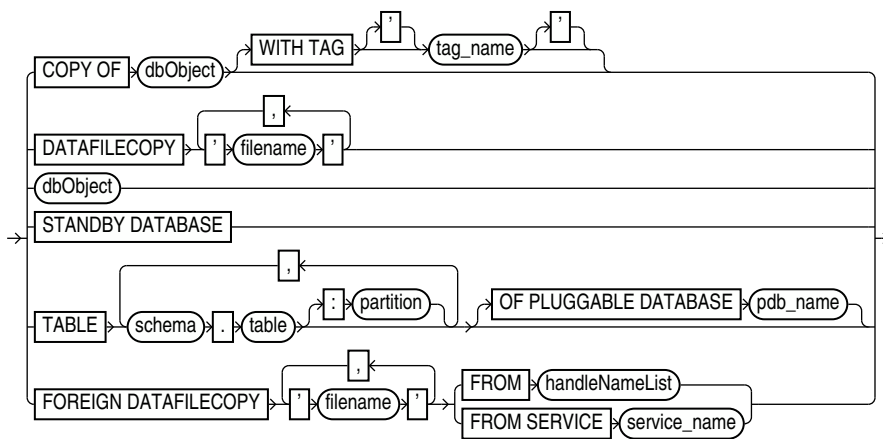 COPY OF dbObject WITH TAG ' tag_name '
DATAFILECOPY ' filename ' ,
dbObject
STANDBY DATABASE
TABLE schema . table : partition , OF PLUGGABLE DATABASE pdb_name
FOREIGN DATAFILECOPY ' filename ' , FROM handleNameList
FROM SERVICE service_name